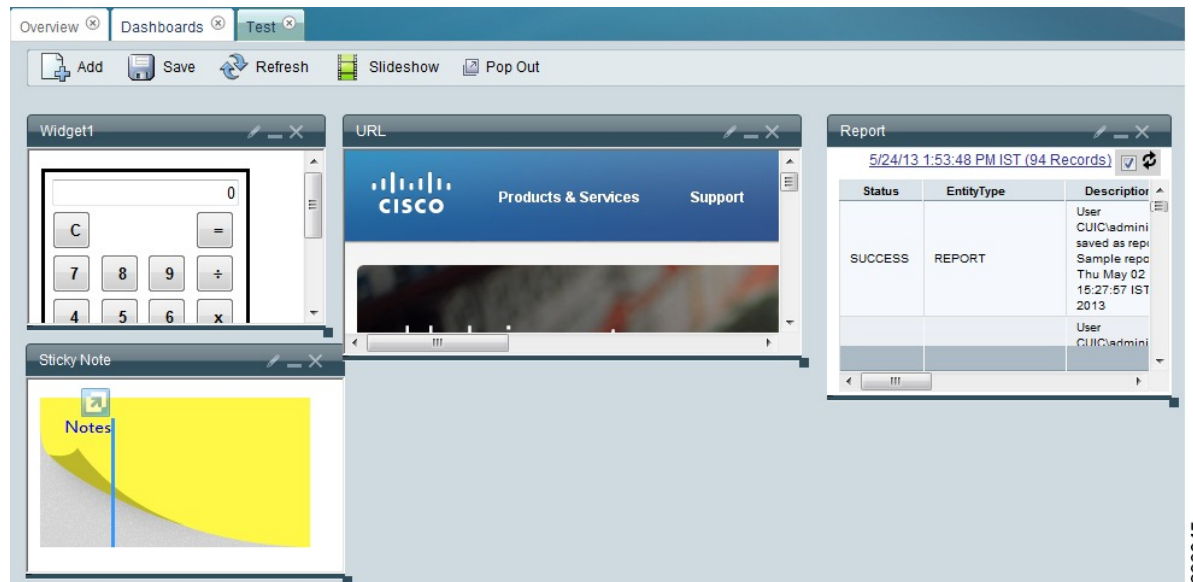 Overview Dashboards Test
Add Save Refresh Slideshow Pop Out
Widget1
0
C =
7 8 9 ÷
4 5 6 x
URL
CISCO Products & Services Support
Report
5/24/13 1:53:48 PM IST (94 Records)
Status EntityType Description
SUCCESS REPORT
User
CUIC\admini
saved as repo
Sample repo
Thu May 02
15:27:57 IST
2013
User
CUIC\admini
Sticky Note
Notes